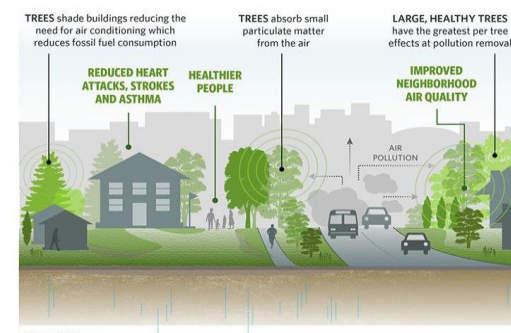 TREES shade buildings reducing the
need for air conditioning which
reduces fossil fuel consumption
TREES absorb small
particulate matter
from the air
LARGE, HEALTHY TREES
have the greatest per tree
effects at pollution removal
REDUCED HEART
ATTACKS, STROKES
AND ASTHMA
HEALTHIER
PEOPLE
IMPROVED
NEIGHBORHOOD
AIR QUALITY
AIR
POLLUTION